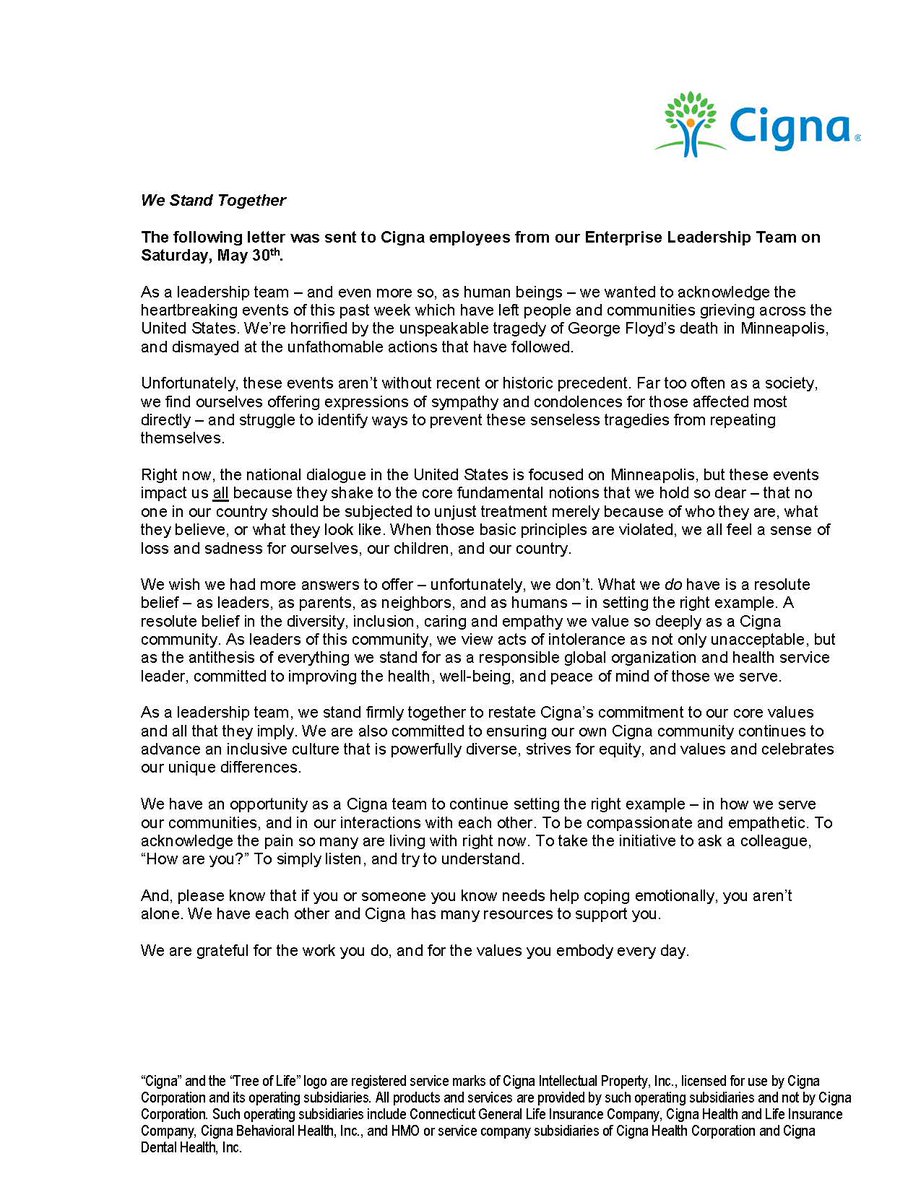 Cigna®
We Stand Together
The following letter was sent to Cigna employees from our Enterprise Leadership Team on
Saturday, May 30th.
As a leadership team – and even more so, as human beings – we wanted to acknowledge the
heartbreaking events of this past week which have left people and communities grieving across the
United States. We’re horrified by the unspeakable tragedy of George Floyd’s death in Minneapolis,
and dismayed at the unfathomable actions that have followed.
Unfortunately, these events aren’t without recent or historic precedent. Far too often as a society,
we find ourselves offering expressions of sympathy and condolences for those affected most
directly – and struggle to identify ways to prevent these senseless tragedies from repeating
themselves.
Right now, the national dialogue in the United States is focused on Minneapolis, but these events
impact us all because they shake to the core fundamental notions that we hold so dear – that no
one in our country should be subjected to unjust treatment merely because of who they are, what
they believe, or what they look like. When those basic principles are violated, we all feel a sense of
loss and sadness for ourselves, our children, and our country.
We wish we had more answers to offer – unfortunately, we don’t. What we do have is a resolute
belief – as leaders, as parents, as neighbors, and as humans – in setting the right example. A
resolute belief in the diversity, inclusion, caring and empathy we value so deeply as a Cigna
community. As leaders of this community, we view acts of intolerance as not only unacceptable, but
as the antithesis of everything we stand for as a responsible global organization and health service
leader, committed to improving the health, well-being, and peace of mind of those we serve.
As a leadership team, we stand firmly together to restate Cigna’s commitment to our core values
and all that they imply. We are also committed to ensuring our own Cigna community continues to
advance an inclusive culture that is powerfully diverse, strives for equity, and values and celebrates
our unique differences.
We have an opportunity as a Cigna team to continue setting the right example – in how we serve
our communities, and in our interactions with each other. To be compassionate and empathetic. To
acknowledge the pain so many are living with right now. To take the initiative to ask a colleague,
“How are you?” To simply listen, and try to understand.
And, please know that if you or someone you know needs help coping emotionally, you aren’t
alone. We have each other and Cigna has many resources to support you.
We are grateful for the work you do, and for the values you embody every day.
“Cigna” and the “Tree of Life” logo are registered service marks of Cigna Intellectual Property, Inc., licensed for use by Cigna
Corporation and its operating subsidiaries. All products and services are provided by such operating subsidiaries and not by Cigna
Corporation. Such operating subsidiaries include Connecticut General Life Insurance Company, Cigna Health and Life Insurance
Company, Cigna Behavioral Health, Inc., and HMO or service company subsidiaries of Cigna Health Corporation and Cigna
Dental Health, Inc.